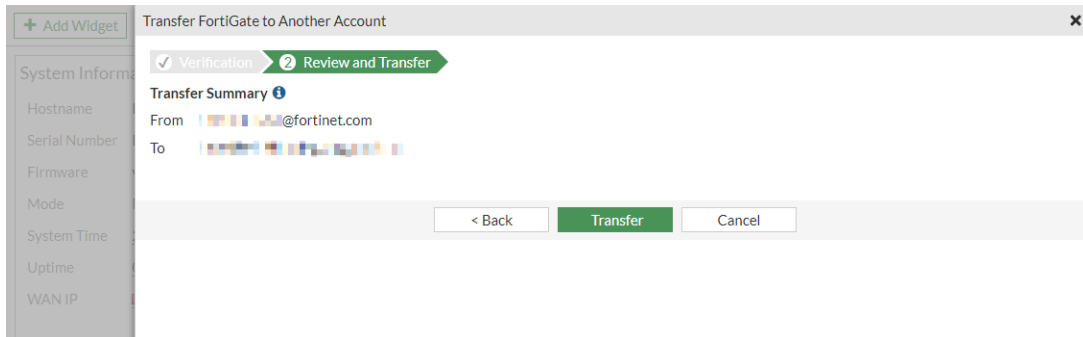 + Add Widget
Transfer FortiGate to Another Account
Verification
2 Review and Transfer
System Informa
Transfer Summary
Hostname
From @fortinet.com
Serial Number
To
Firmware
Mode
< Back Transfer Cancel
System Time
Uptime
WAN IP